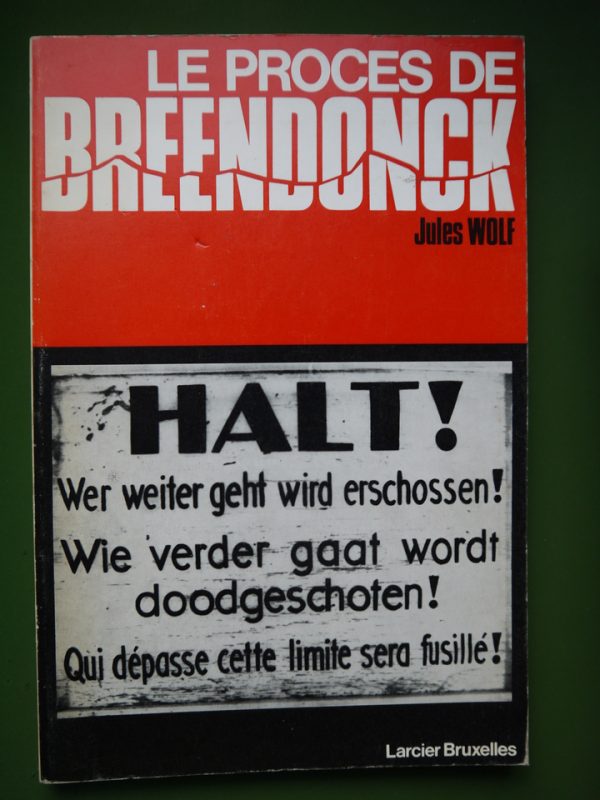 LE PROCES DE
BREENDONCK
Jules WOLF
HALT!
Wer weiter geht wird erschossen!
Wie verder gaat wordt
doodgeschoten!
Qui dépasse cette limite sera fusillé!
Larcier Bruxelles